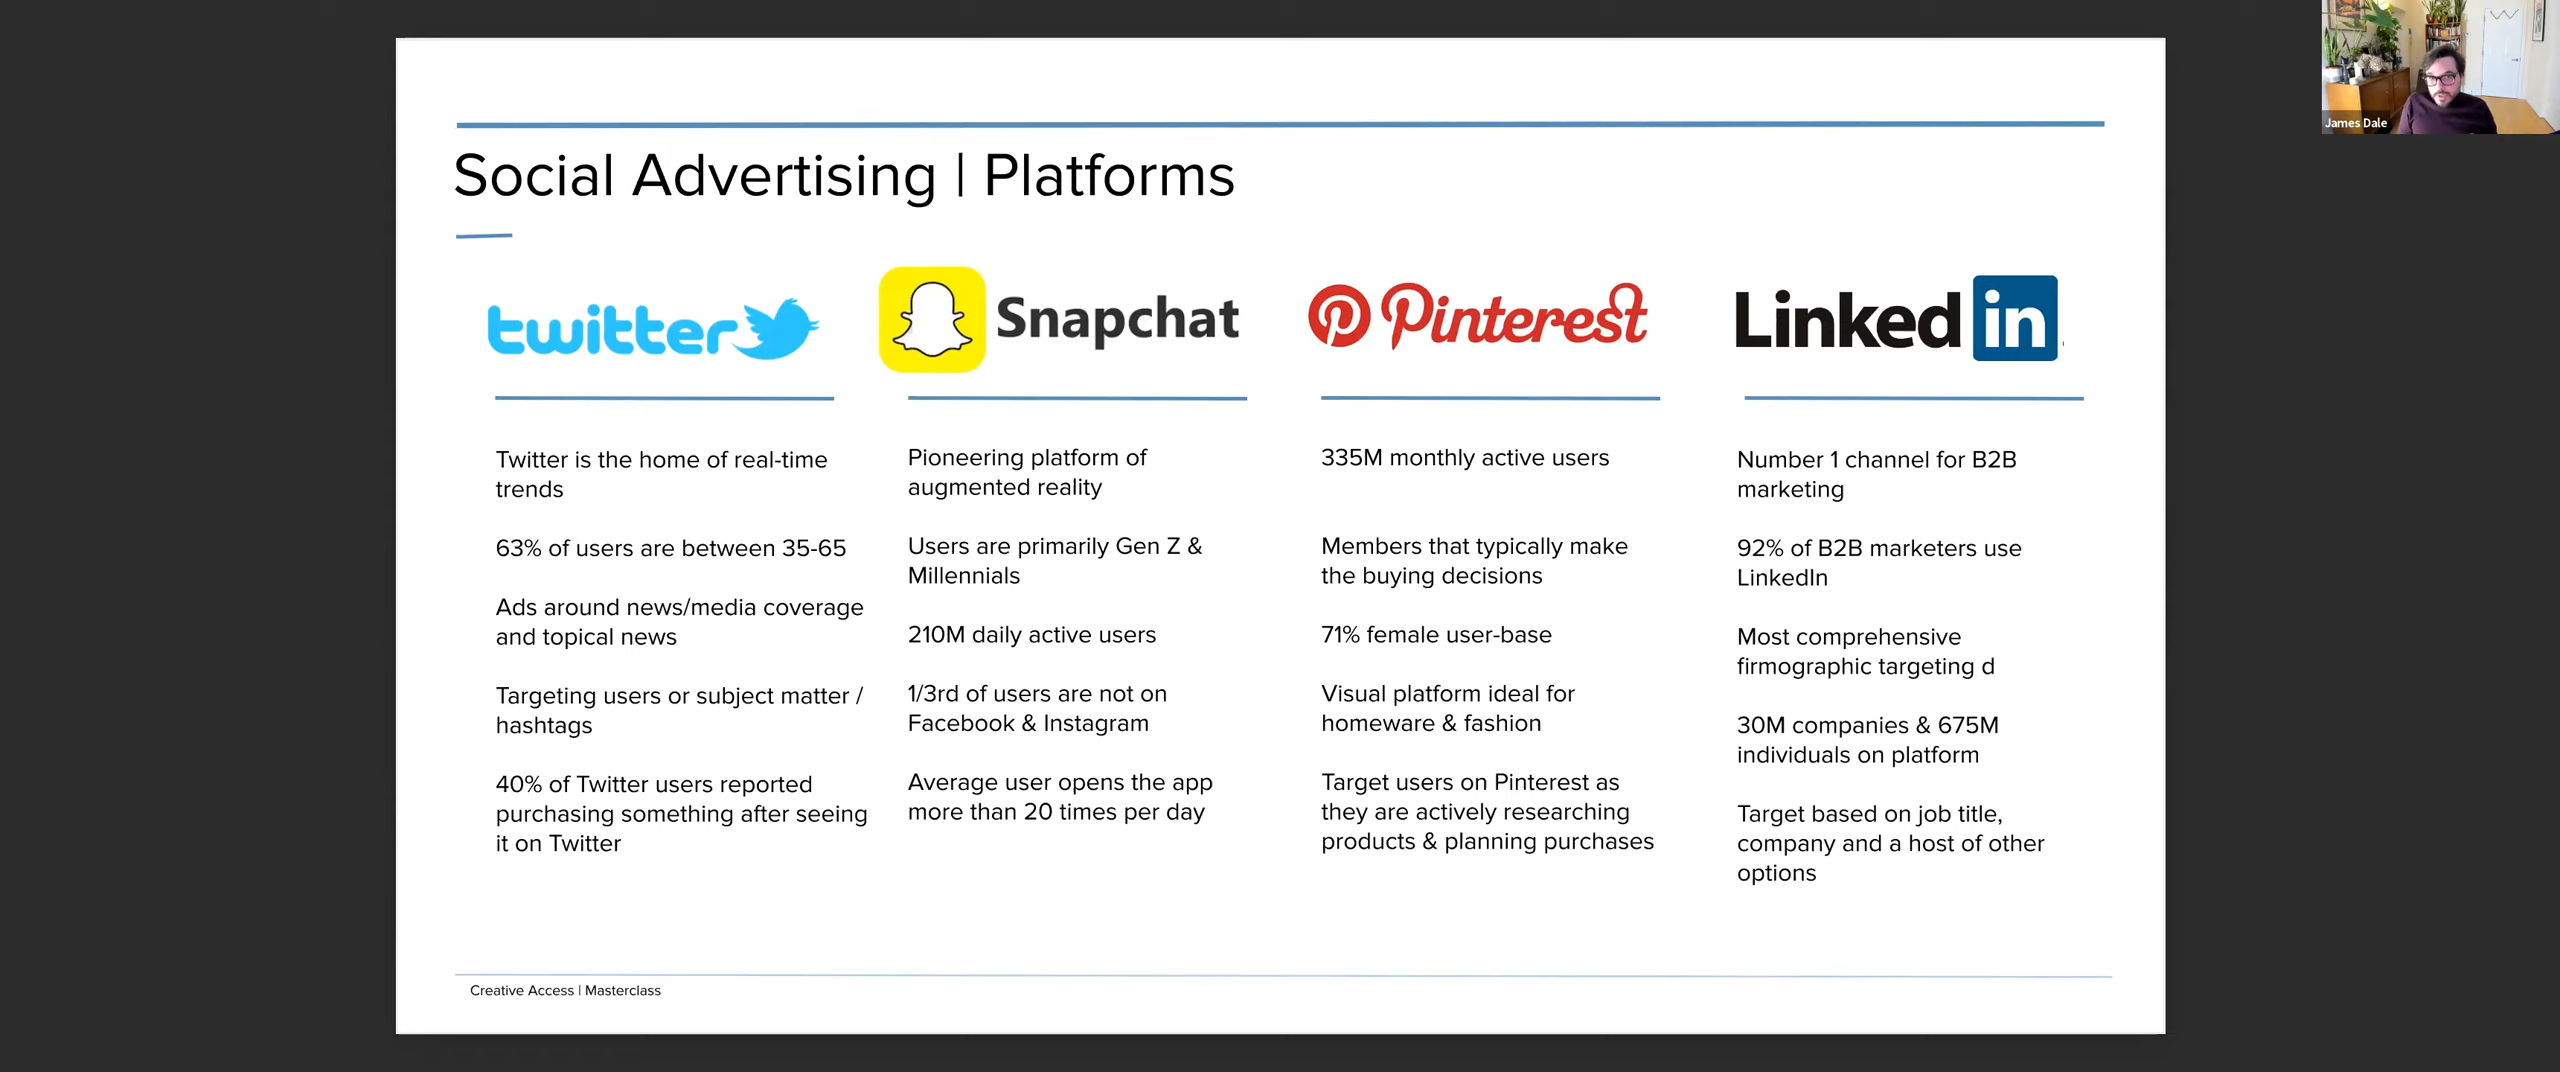 James Dale
Social Advertising | Platforms
twitter
Snapchat
Pinterest
Linked in
Twitter is the home of real-time
trends
63% of users are between 35-65
Ads around news/media coverage
and topical news
Targeting users or subject matter /
hashtags
40% of Twitter users reported
purchasing something after seeing
it on Twitter
Pioneering platform of
augmented reality
Users are primarily Gen Z &
Millennials
210M daily active users
1/3rd of users are not on
Facebook & Instagram
Average user opens the app
more than 20 times per day
335M monthly active users
Members that typically make
the buying decisions
71% female user-base
Visual platform ideal for
homeware & fashion
Target users on Pinterest as
they are actively researching
products & planning purchases
Number 1 channel for B2B
marketing
92% of B2B marketers use
LinkedIn
Most comprehensive
firmographic targeting d
30M companies & 675M
individuals on platform
Target based on job title,
company and a host of other
options
Creative Access | Masterclass